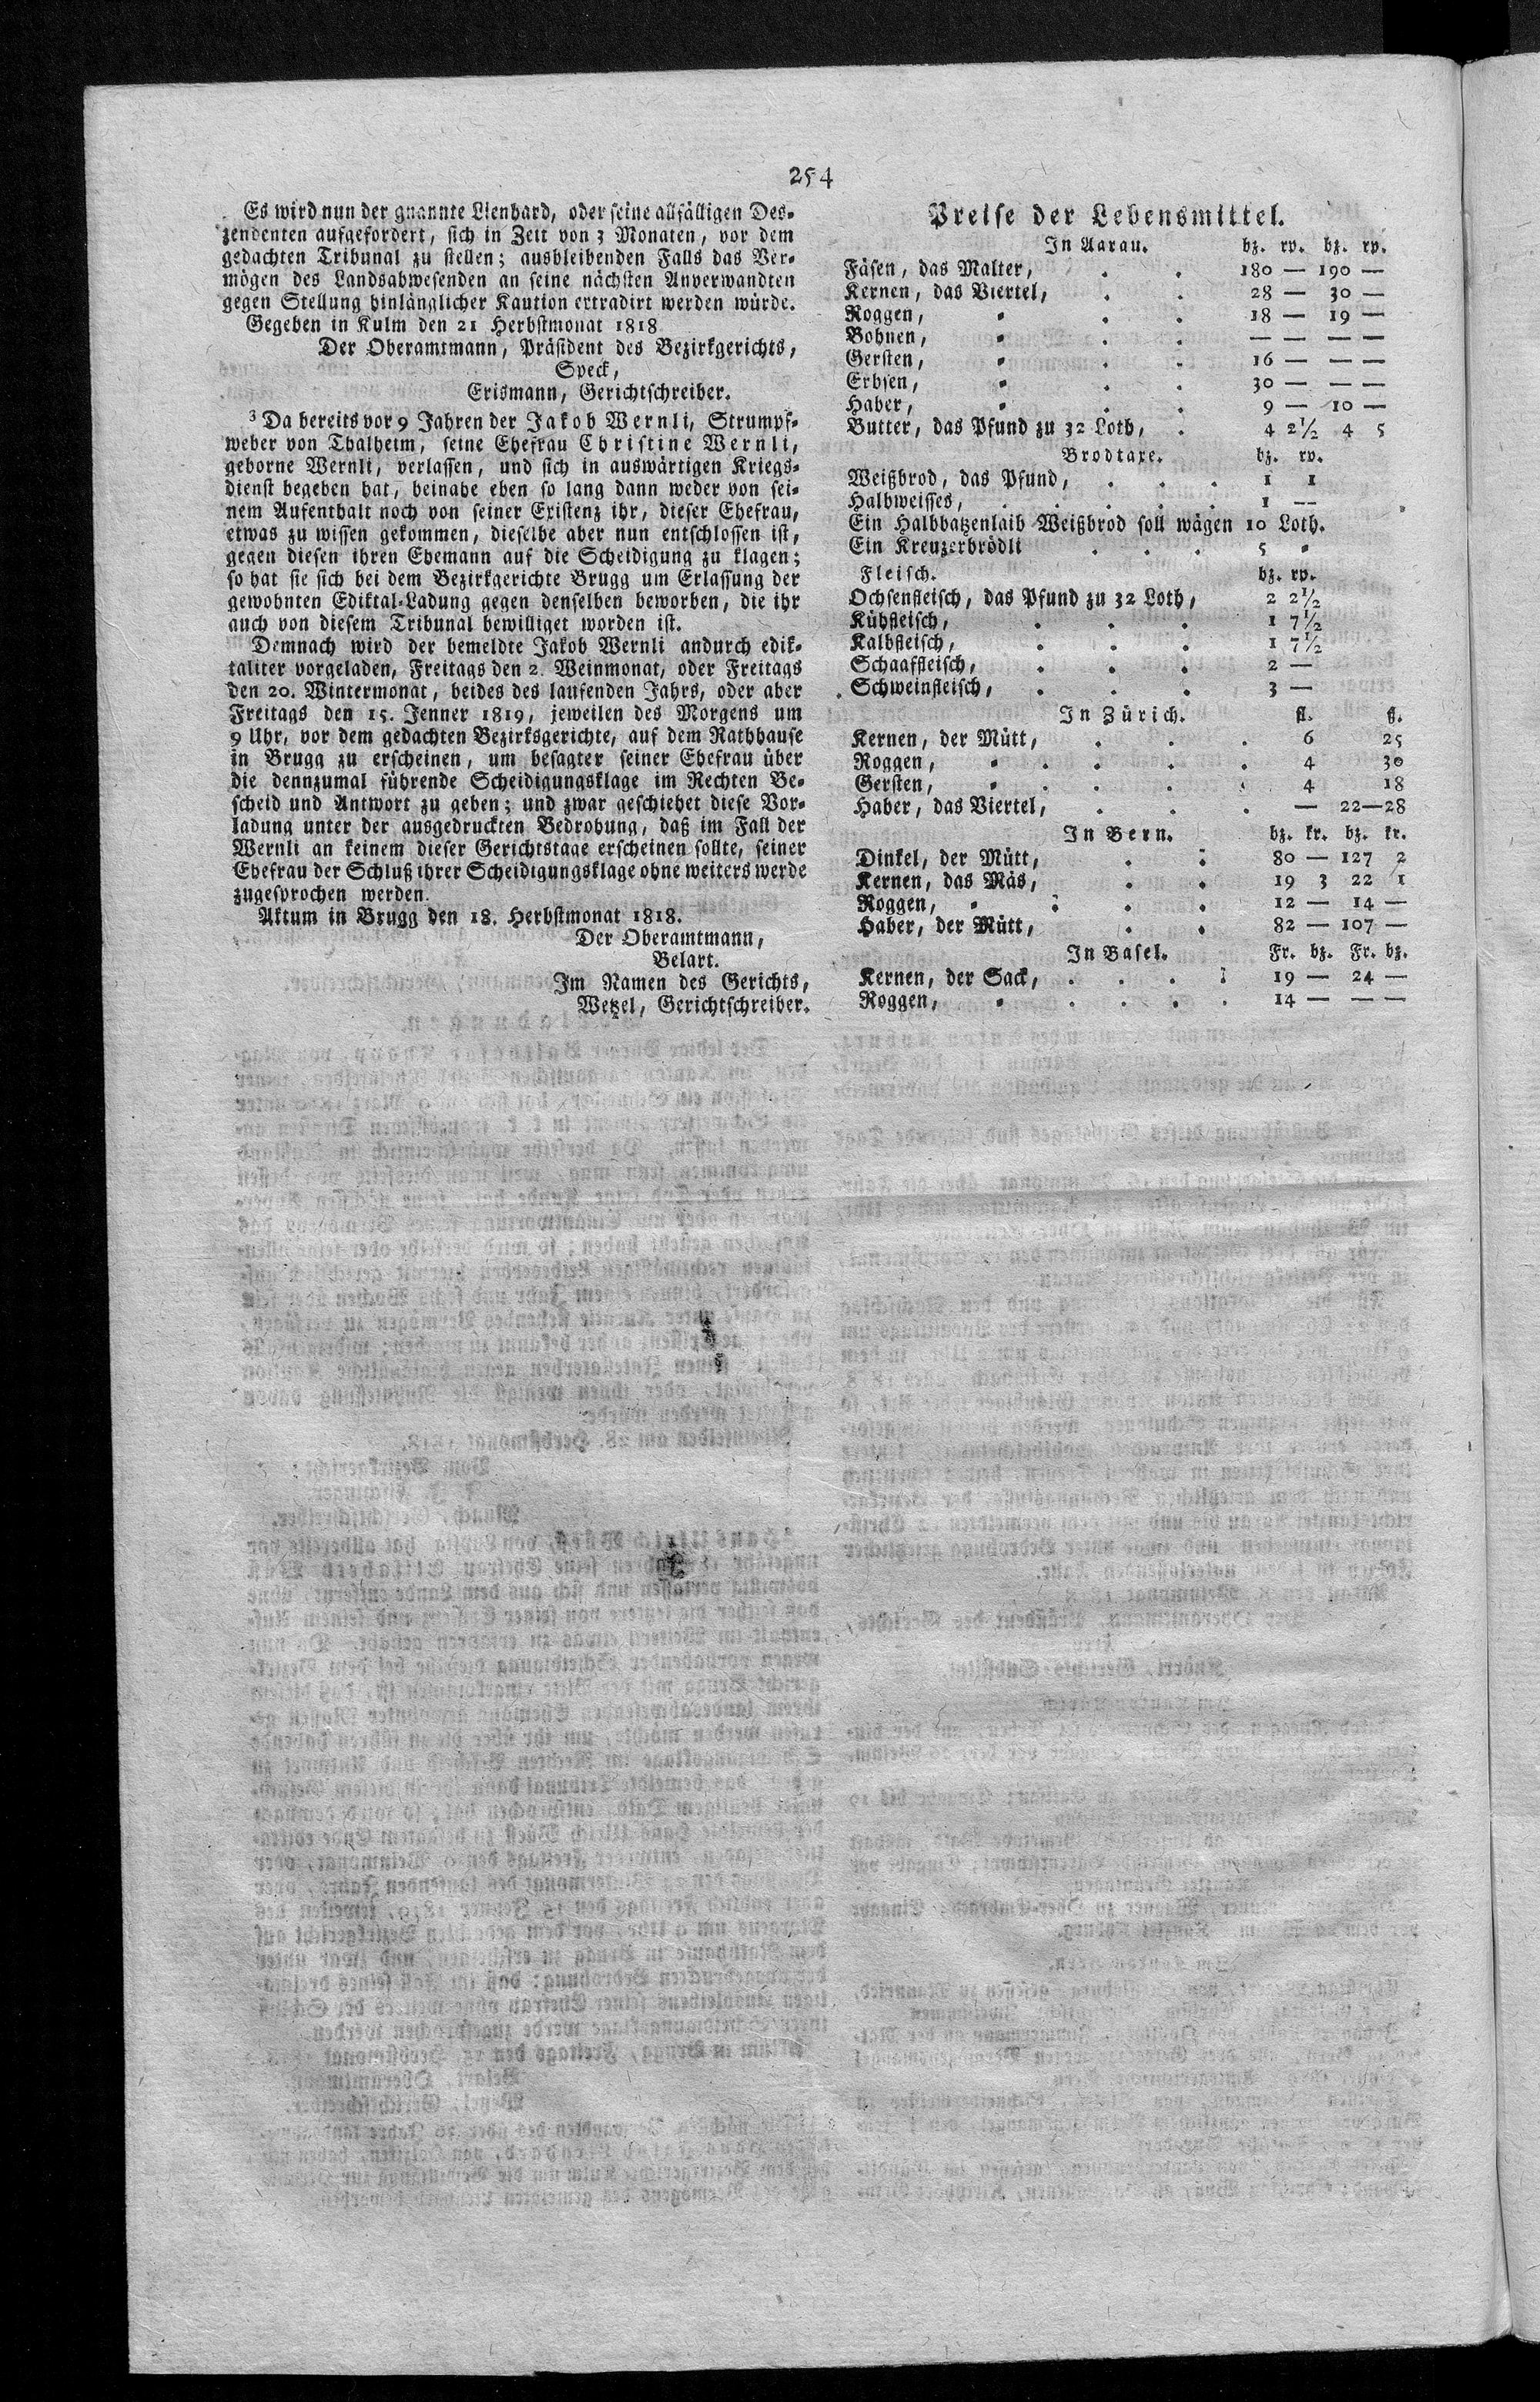 254
Es wird nun der gnannte Lienhard, oder seine allfälligen Des-
zendenten aufgefordert, sich in Zeit von 3 Monaten, vor dem
gedachten Tribunal zu stellen; ausbleibenden Falls das Ver-
mögen des Landsabwesenden an seine nächsten Anverwandten
gegen Stellung hinlänglicher Kaution extradirt werden würde.
Gegeben in Kulm den 21 Herbstmonat 1818
Der Oberamtmann, Präsident des Bezirkgerichts,
Speck,
Erismann, Gerichtschreiber.
3 Da bereits vor 9 Jahren der Jakob Wernli, Strumpf-
weber von Thalheim, seine Ehefrau Christine Wernli,
geborne Wernli, verlassen, und sich in auswärtigen Kriegs-
dienst begeben hat, beinahe eben so lang dann weder von sei-
nem Aufenthalt noch von seiner Existenz ihr, dieser Ehefrau,
etwas zu wissen gekommen, dieselbe aber nun entschlossen ist,
gegen diesen ihren Ehemann auf die Scheidigung zu klagen;
so hat sie sich bei dem Bezirkgerichte Brugg um Erlassung der
gewohnten Ediktal-Ladung gegen denselben beworben, die ihr
auch von diesem Tribunal bewilliget worden ist.
Demnach wird der bemeldte Jakob Wernli andurch edik-
taliter vorgeladen, Freitags den 2. Weinmonat, oder Freitags
den 20. Wintermonat, beides des laufenden Jahrs, oder aber
Freitags den 15. Jenner 1819, jeweilen des Morgens um
9 Uhr, vor dem gedachten Bezirksgerichte, auf dem Rathhause
in Brugg zu erscheinen, um besagter seiner Ehefrau über
die dennzumal führende Scheidigungsklage im Rechten Be-
scheid und Antwort zu geben; und zwar geschiehet diese Vor-
ladung unter der ausgedruckten Bedrohung, daß im Fall der
Wernli an keinem dieser Gerichtstage erscheinen sollte, seiner
Ehefrau der Schluß ihrer Scheidigungsklage ohne weiters werde
zugesprochen werden.
Aktum in Brugg den 18. Herbstmonat 1818.
Der Oberamtmann,
Belart.
Im Namen des Gerichts,
Wetzel, Gerichtschreiber.
Preise der Lebensmittel.
In Aarau. bz. rp. bz. rp.
Fäsen, das Malter, . . 180 — 190 —
Kernen, das Viertel, . . 28 — 30 —
Roggen, " . . 18 — 19 —
Bohnen, " . . — — — —
Gersten, " . . 16 — — —
Erbsen, " . . 30 — — —
Haber, " . . 9 — 10 —
Butter, das Pfund zu 32 Loth, . 4 2½ 4 5
Brodtaxe. bz. rp.
Weißbrod, das Pfund, . . . 1 1
Halbweisses, . . . . . 1 —
Ein Halbbatzenlaib Weißbrod soll wägen 10 Loth.
Ein Kreuzerbrödli . . . 5 "
Fleisch. bz. rp.
Ochsenfleisch, das Pfund zu 32 Loth, 2 2½
Kühfleisch, . . . 1 7½
Kalbfleisch, . . . 1 7½
Schaaffleisch, . . . 2 —
Schweinfleisch, . . . 3 —
In Zürich. fl. ß.
Kernen, der Mütt, . . . 6 25
Roggen, " . . . . 4 30
Gersten, " . . . . 4 18
Haber, das Viertel, . . . — 22—28
In Bern. bz. kr. bz. kr.
Dinkel, der Mütt, . . 80 — 127 2
Kernen, das Mäs, . . 19 3 22 1
Roggen, " . . . 12 — 14 —
Haber, der Mütt, . . 82 — 107 —
In Basel. Fr. bz. Fr. bz.
Kernen, der Sack, . . . . 19 — 24 —
Roggen, " . . . . 14 — — —